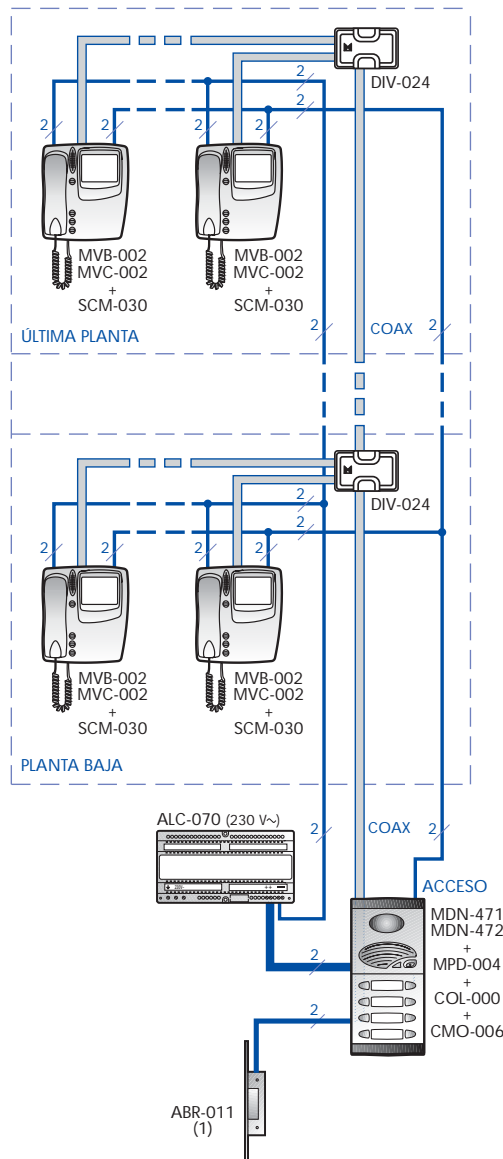 DIV-024
2
2
2
2
2
2
MVB-002
MVC-002
+
SCM-030
MVB-002
MVC-002
+
SCM-030
ÚLTIMA PLANTA
2
COAX
2
DIV-024
2
2
2
2
2
2
MVB-002
MVC-002
+
SCM-030
MVB-002
MVC-002
+
SCM-030
PLANTA BAJA
ALC-070 (230 V~)
2
COAX
2
ACCESO
MDN-471
MDN-472
+
MPD-004
+
COL-000
+
CMO-006
2
2
ABR-011
(1)